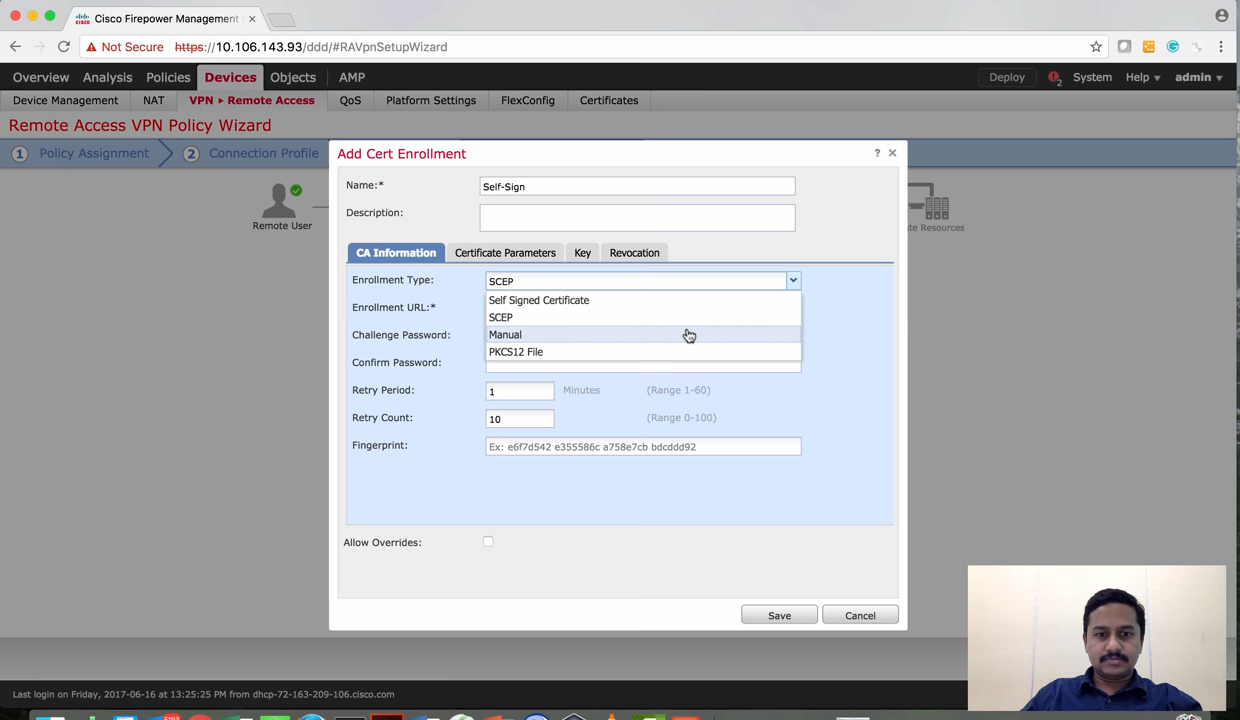 Cisco Firepower Management
Not Secure https://10.106.143.93/ddd/#RAVpnSetupWizard
Overview Analysis Policies Devices Objects AMP Deploy 2 System Help admin
Device Management NAT VPN ▸ Remote Access QoS Platform Settings FlexConfig Certificates
Remote Access VPN Policy Wizard
1 Policy Assignment 2 Connection Profile
Add Cert Enrollment ?
Name:* Self-Sign
Description:
Remote User
te Resources
CA Information Certificate Parameters Key Revocation
Enrollment Type: SCEP
Self Signed Certificate
Enrollment URL:*
SCEP
Challenge Password: Manual
PKCS12 File
Confirm Password:
Retry Period: 1 Minutes (Range 1-60)
Retry Count: 10 (Range 0-100)
Fingerprint: Ex: e6f7d542 e355586c a758e7cb bdcddd92
Allow Overrides:
Save Cancel
Last login on Friday, 2017-06-16 at 13:25:25 PM from dhcp-72-163-209-106.cisco.com